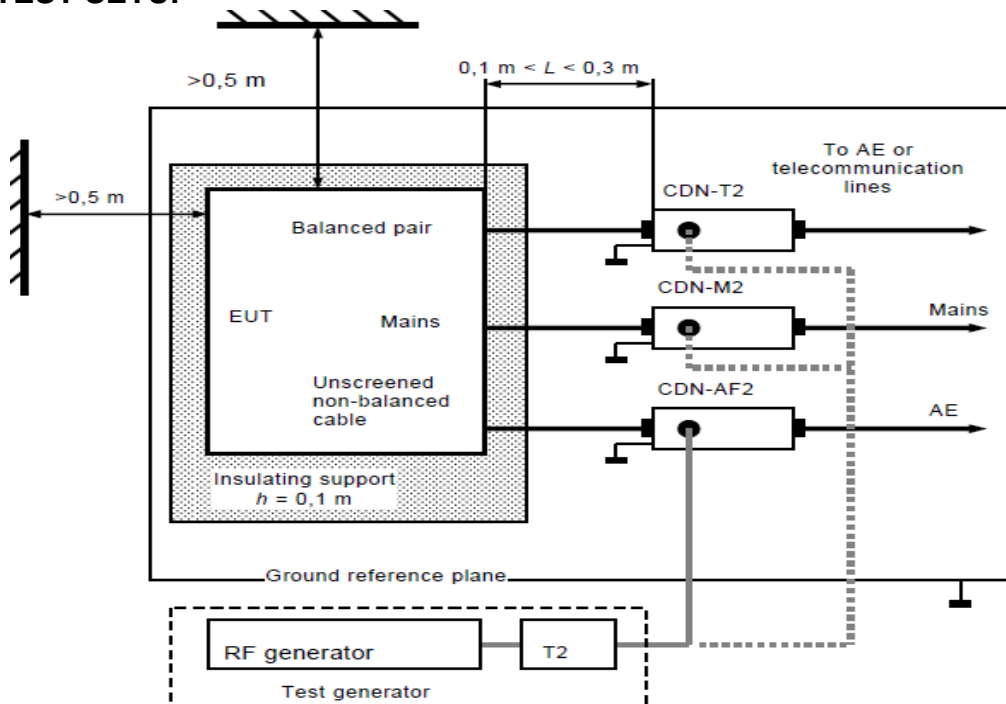 TEST SETUP
>0,5 m
0,1 m < L < 0,3 m
To AE or
telecommunication
lines
>0,5 m
CDN-T2
Balanced pair
CDN-M2
EUT
Mains
Mains
Unscreened
non-balanced
cable
CDN-AF2
AE
Insulating support
h = 0,1 m
Ground reference plane
RF generator
T2
Test generator